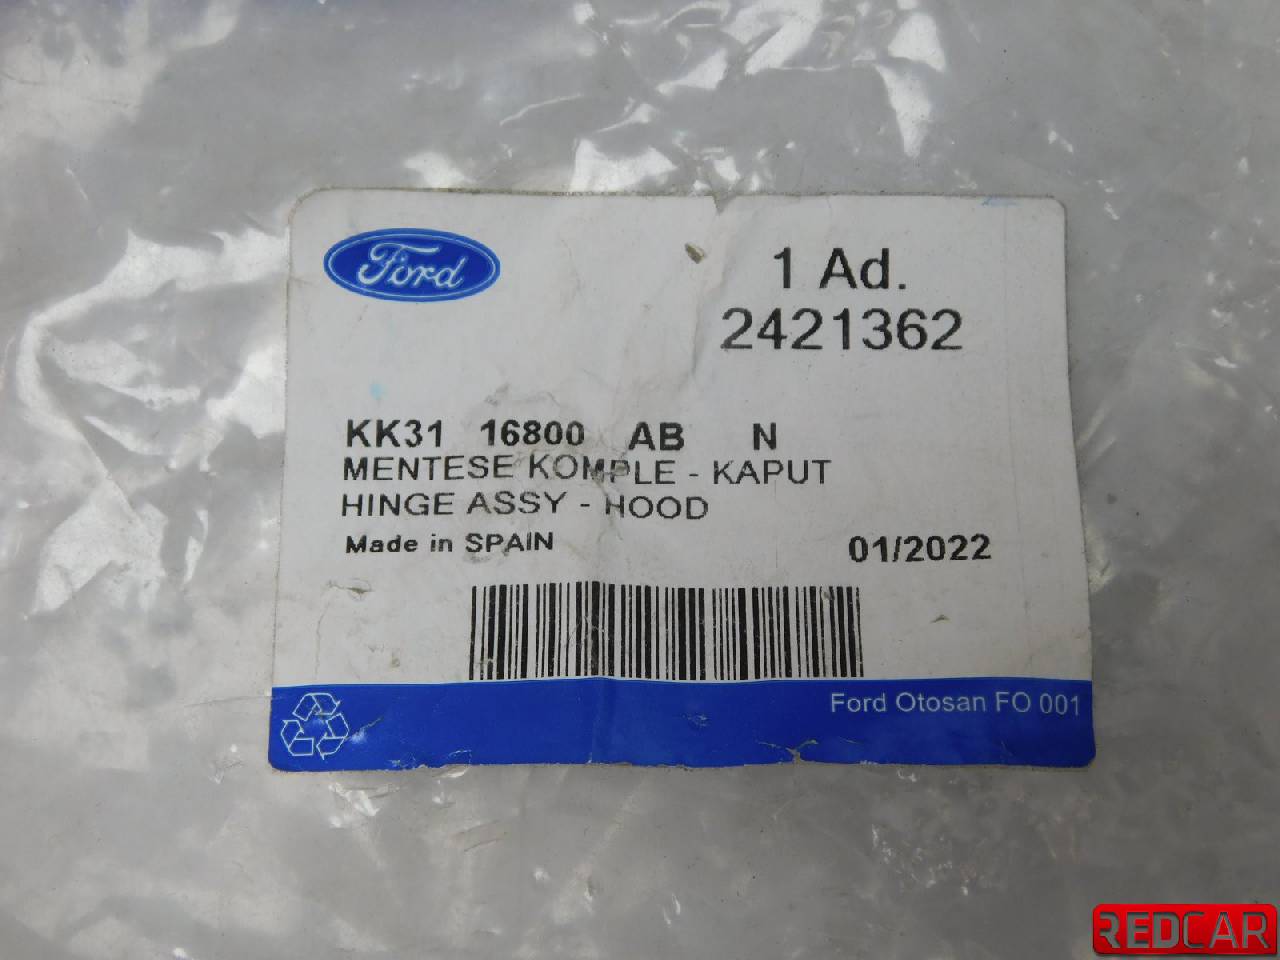 Ford
1 Ad.
2421362
KK31 16800 AB N
MENTESE KOMPLE - KAPUT
HINGE ASSY - HOOD
Made in SPAIN
01/2022
Ford Otosan FO 001
REDCAR